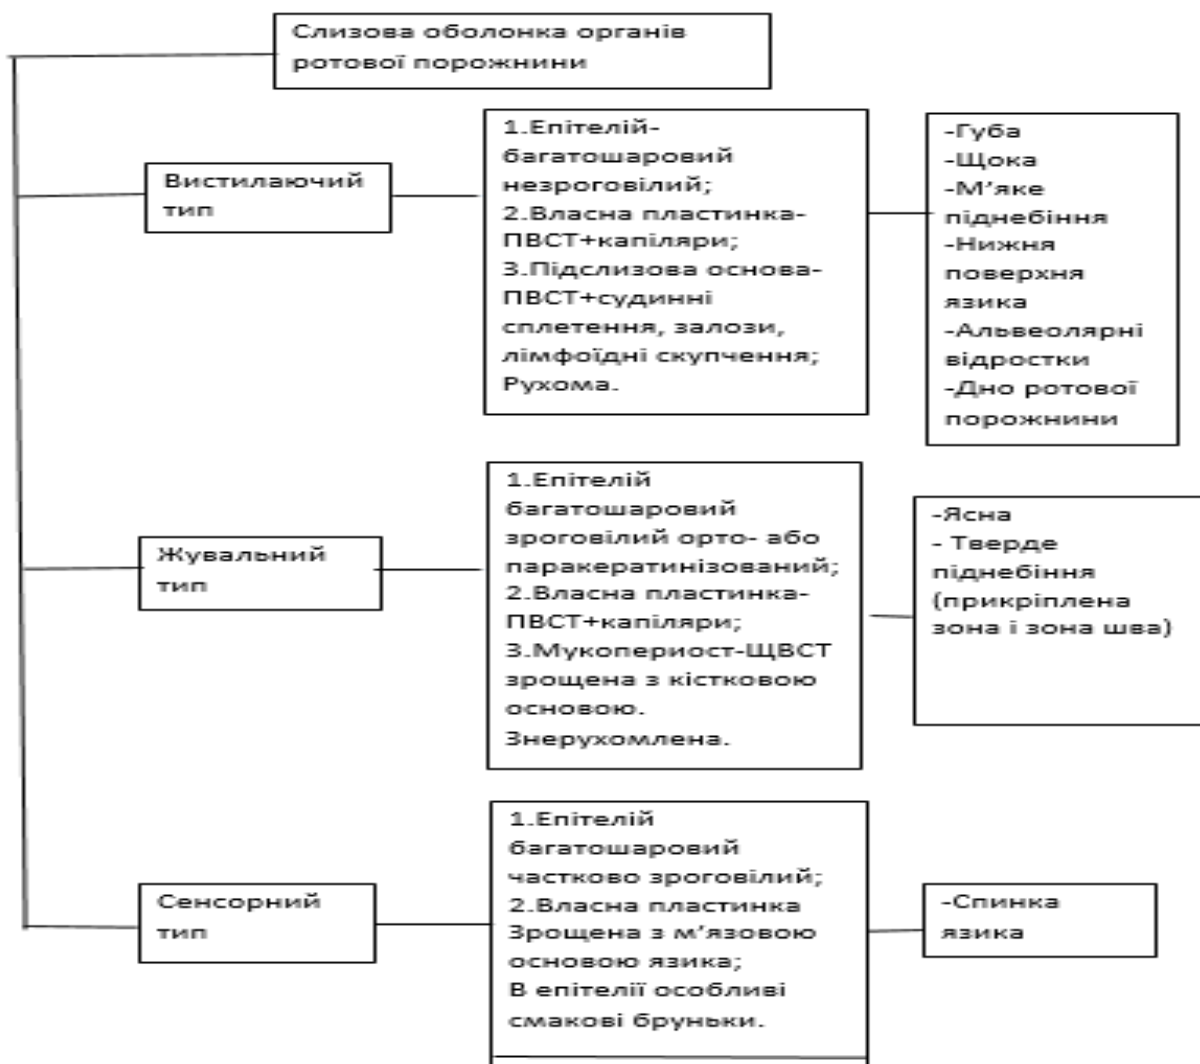 Слизова оболонка органів
ротової порожнини
Вистилаючий
тип
1.Епітелій-
багатошаровий
незроговілий;
2.Власна пластинка-
ПВСТ+капіляри;
3.Підслизова основа-
ПВСТ+судинні
сплетення, залози,
лімфоїдні скупчення;
Рухома.
-Губа
-Щока
-М'яке
піднебіння
-Нижня
поверхня
язика
-Альвеолярні
відростки
-Дно ротової
порожнини
Жувальний
тип
1.Епітелій
багатошаровий
зроговілий орто- або
паракератинізований;
2.Власна пластинка-
ПВСТ+капіляри;
3.Мукопериост-ЩВСТ
зрощена з кістковою
основою.
Знерухомлена.
-Ясна
- Тверде
піднебіння
(прикріплена
зона і зона шва)
Сенсорний
тип
1.Епітелій
багатошаровий
частково зроговілий;
2.Власна пластинка
Зрощена з м'язовою
основою язика;
В епітелії особливі
смакові бруньки.
-Спинка
язика